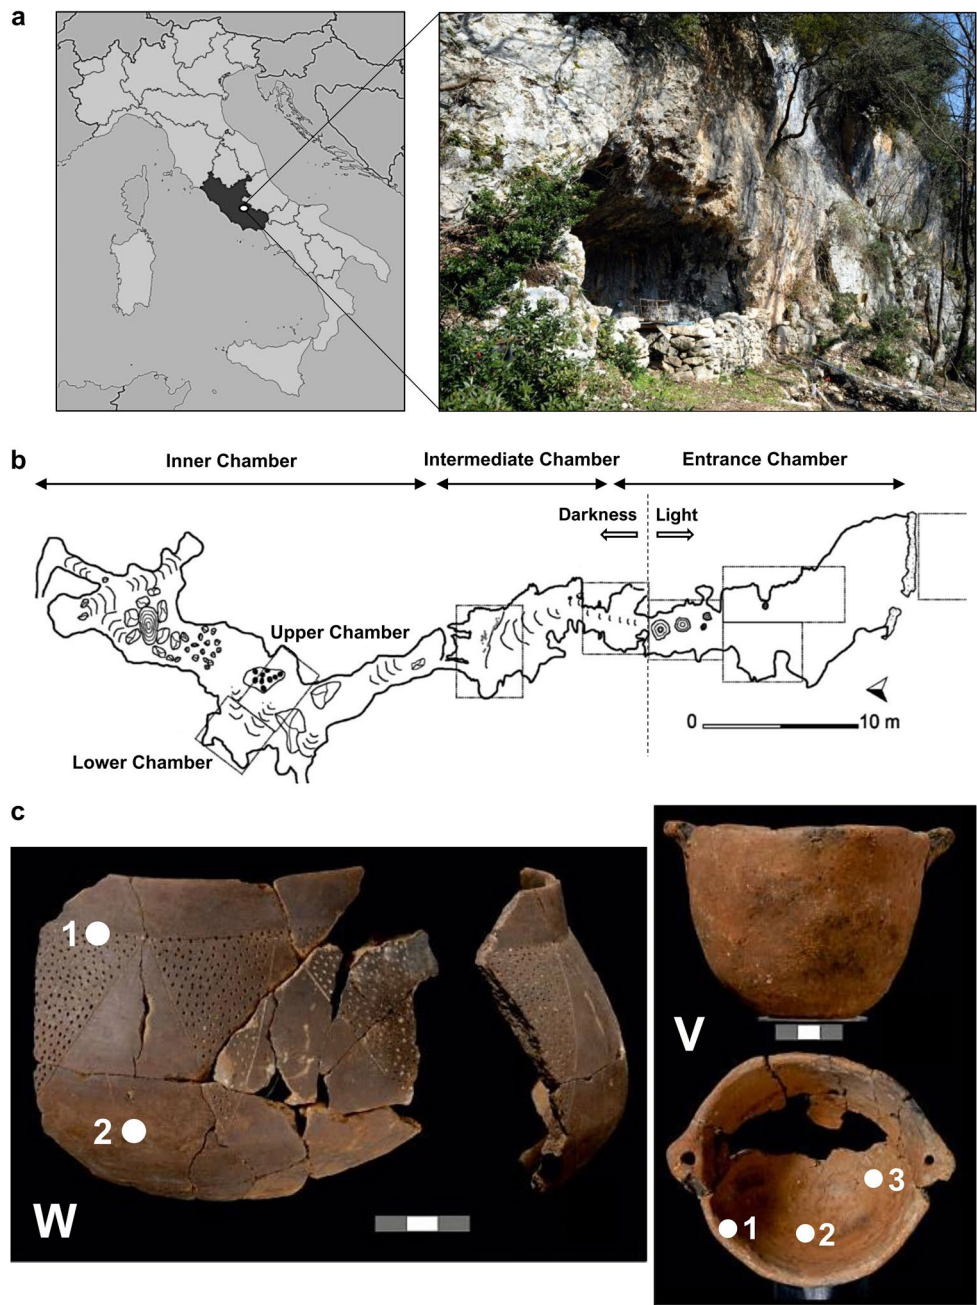 a
b
Inner Chamber
Intermediate Chamber
Entrance Chamber
Darkness
Light
Upper Chamber
Lower Chamber
0
10 m
c
1
2
W
V
1
2
3